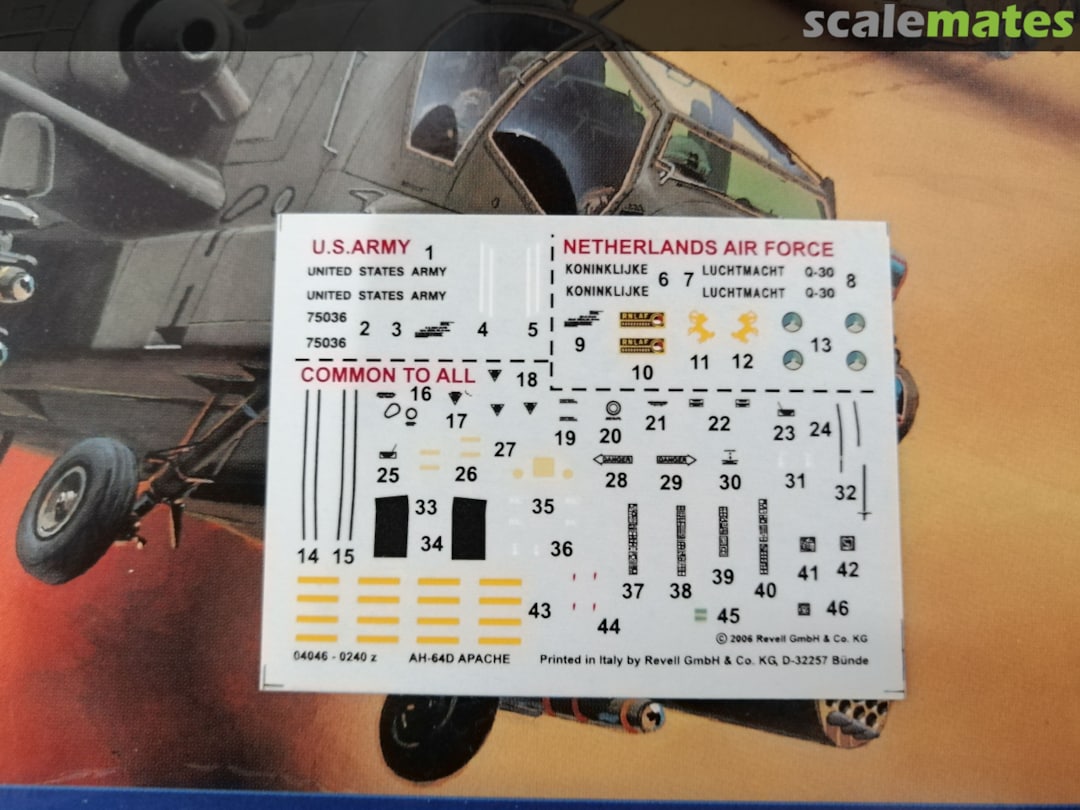 scalemates
U.S.ARMY 1
UNITED STATES ARMY
UNITED STATES ARMY
75036
75036
2 3 4 5
NETHERLANDS AIR FORCE
KONINKLIJKE 6 7 LUCHTMACHT Q-30 8
KONINKLIJKE LUCHTMACHT Q-30
RNLAF
RNLAF
9 10 11 12 13
COMMON TO ALL
16 17 18
19 20 21 22 23 24
25 26 27
DANGER DANGER
28 29 30 31 32
33
34
35
36
14 15
37 38 39 40 41 42
43 44 45 46
© 2006 Revell GmbH & Co. KG
04046 - 0240 z AH-64D APACHE Printed in Italy by Revell GmbH & Co. KG, D-32257 Bünde